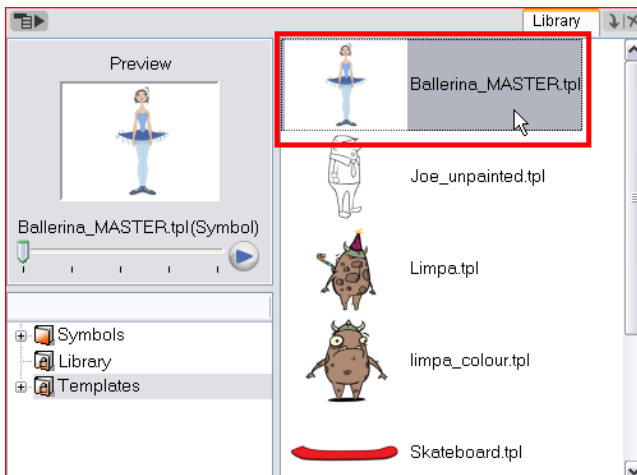 Library
Preview
Ballerina_MASTER.tpl(Symbol)
Symbols
Library
Templates
Ballerina_MASTER.tpl
Joe_unpainted.tpl
Limpa.tpl
limpa_colour.tpl
Skateboard.tpl